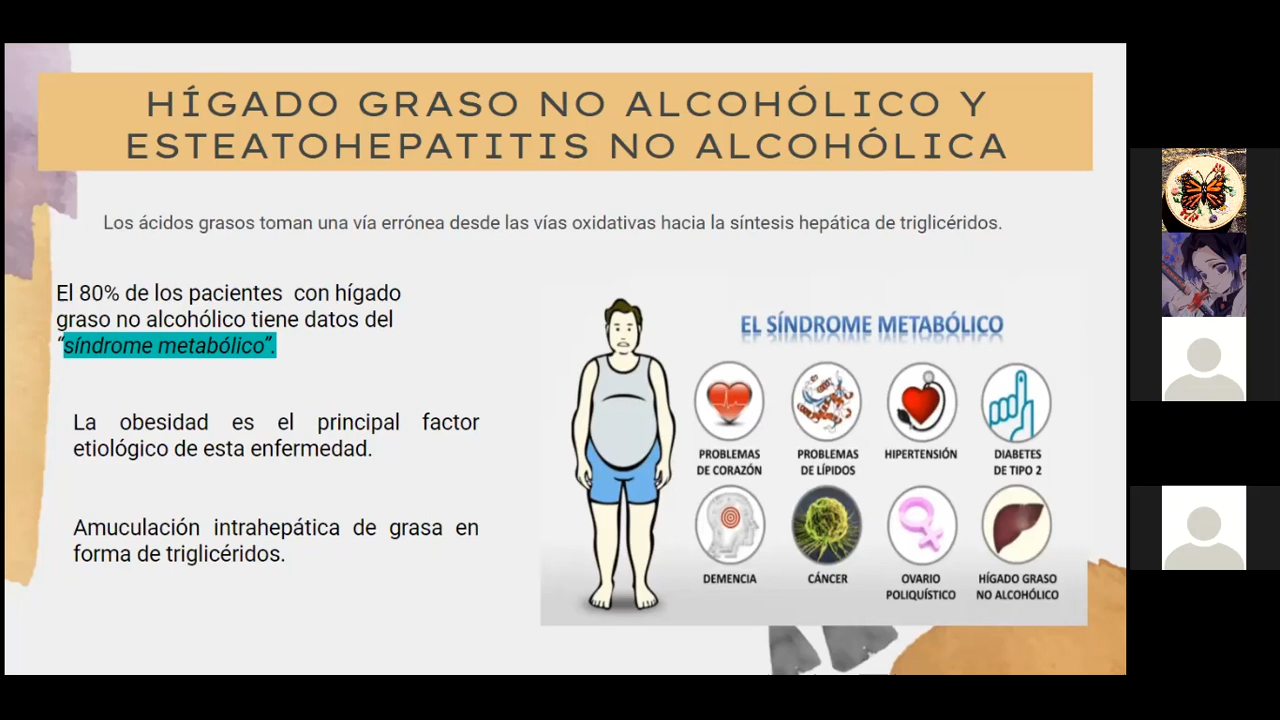 HÍGADO GRASO NO ALCOHÓLICO Y
ESTEATOHEPATITIS NO ALCOHÓLICA
Los ácidos grasos toman una vía errónea desde las vías oxidativas hacia la síntesis hepática de triglicéridos.
El 80% de los pacientes con hígado
graso no alcohólico tiene datos del
“síndrome metabólico”.
La obesidad es el principal factor
etiológico de esta enfermedad.
Amuculación intrahepática de grasa en
forma de triglicéridos.
EL SÍNDROME METABÓLICO
PROBLEMAS
DE CORAZÓN
PROBLEMAS
DE LÍPIDOS
HIPERTENSIÓN
DIABETES
DE TIPO 2
DEMENCIA
CÁNCER
OVARIO
POLIQUÍSTICO
HÍGADO GRASO
NO ALCOHÓLICO